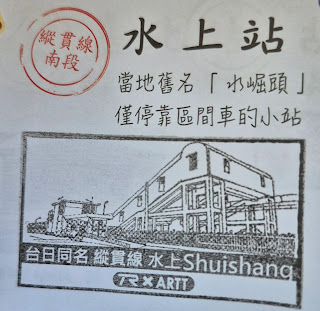 縱貫線
南段
水上站
當地舊名「水崛頭」
僅停靠區間車的小站
台日同名 縱貫線 水上Shuishang
TR×ARTT